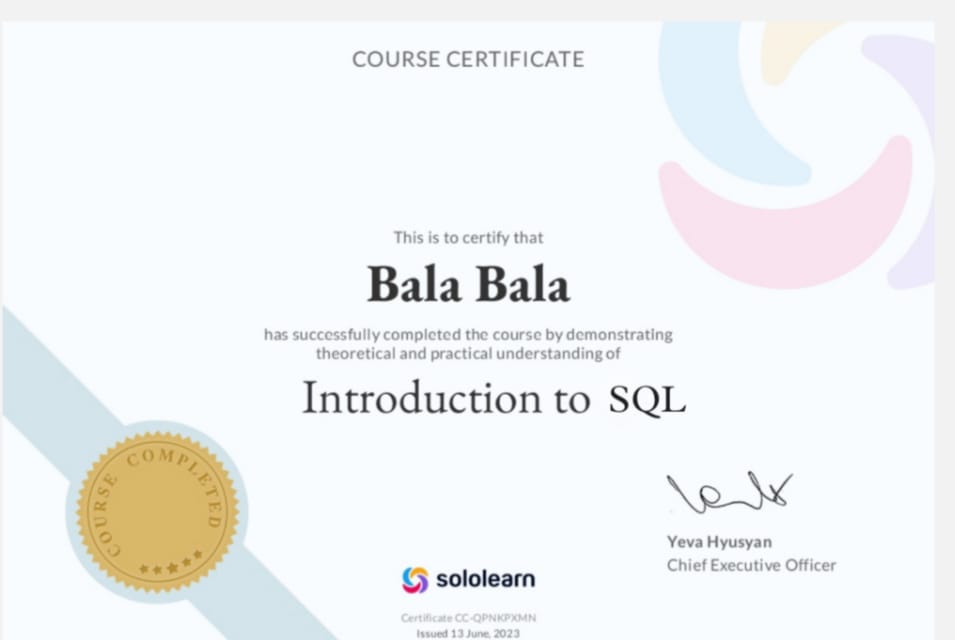 COURSE CERTIFICATE
This is to certify that
Bala Bala
has successfully completed the course by demonstrating
theoretical and practical understanding of
Introduction to SQL
COURSE COMPLETED
Yeva Hyusyan
Chief Executive Officer
sololearn
Certificate CC-QPNKPXMN
Issued 13 June, 2023